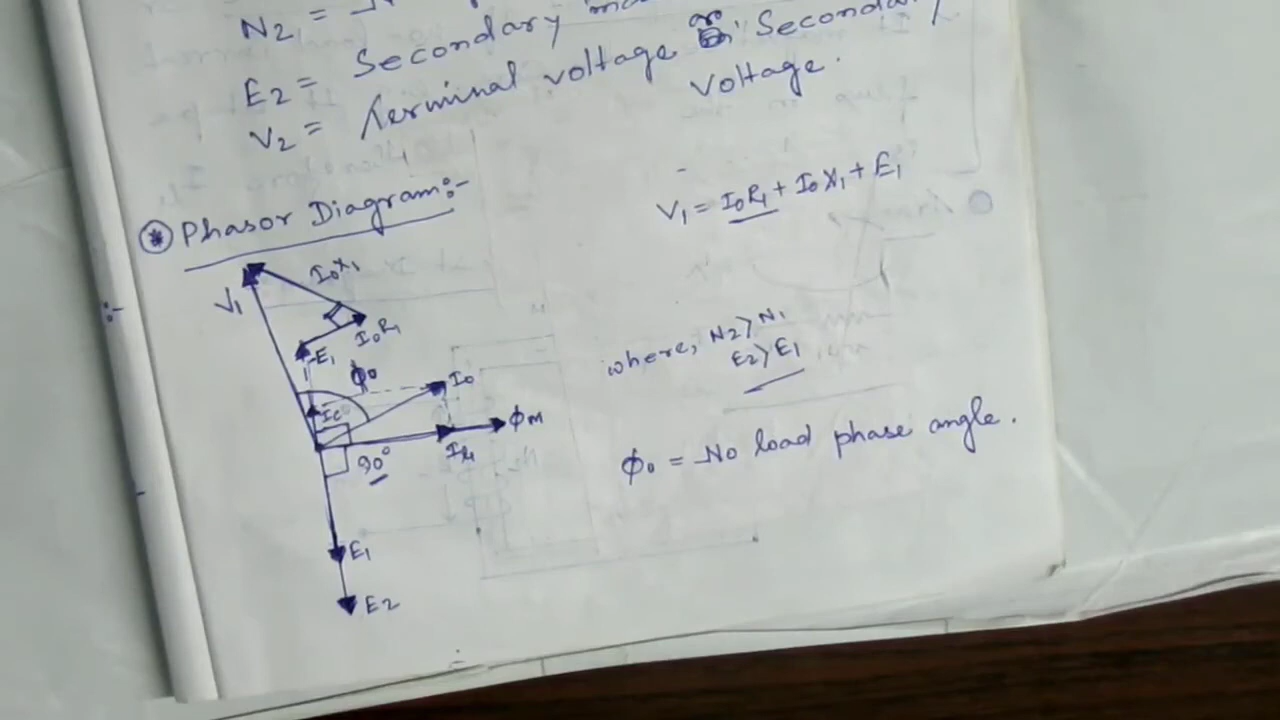 N2 =
E2 = Secondary
V2 = Terminal voltage or Secondary
voltage.
* Phasor Diagram:-
V1 = I0R1 + I0X1 + E1
I0X1
V1
I0R1
-E1
ϕ0
I0
Ic
ϕM
90°
E1
E2
where, N2>N1
E2>E1
ϕ0 = No load phase angle.
:-